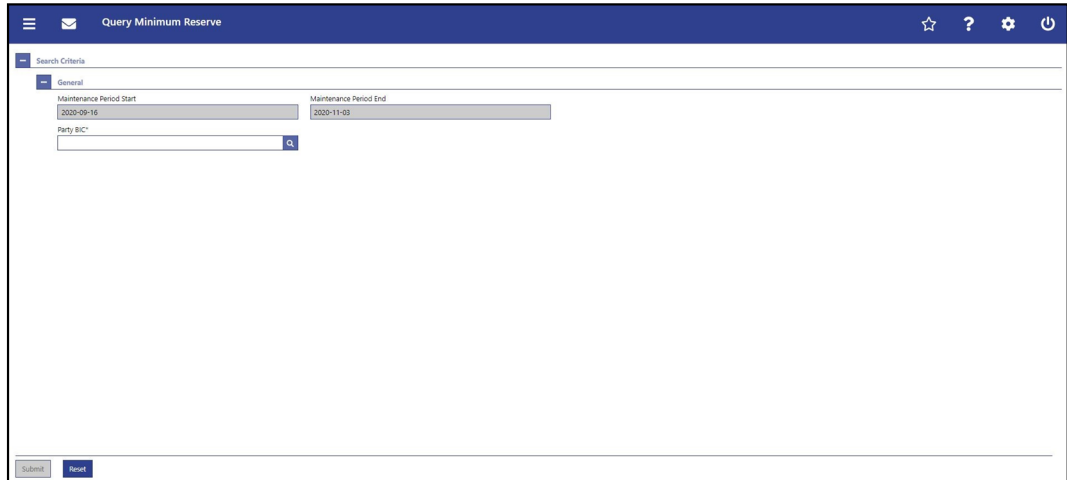 Query Minimum Reserve
Search Criteria
General
Maintenance Period Start Maintenance Period End
2020-09-16 2020-11-03
Party BIC*
Submit Reset